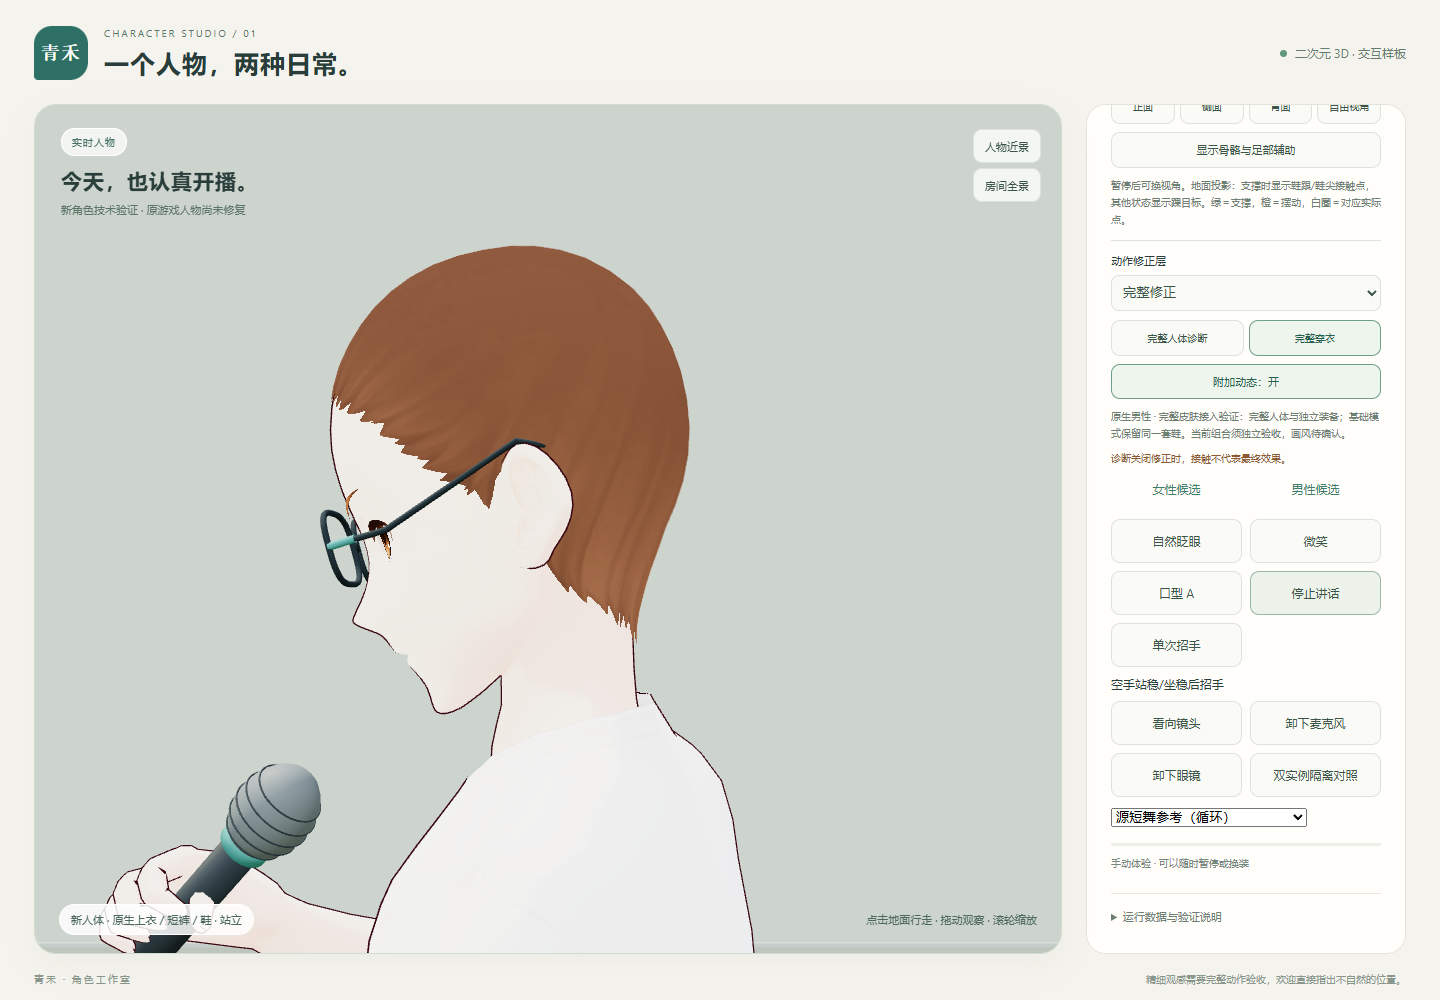 青禾
CHARACTER STUDIO / 01
一个人物，两种日常。
二次元 3D · 交互样板
实时人物
今天，也认真开播。
新角色技术验证 · 原游戏人物尚未修复
人物近景
房间全景
新人体 · 原生上衣 / 短裤 / 鞋 · 站立
点击地面行走 · 拖动观察 · 滚轮缩放
正面
侧面
背面
自由视角
显示骨骼与足部辅助
暂停后可换视角。地面投影：支撑时显示鞋跟/鞋尖接触点，
其他状态显示踝目标。绿＝支撑，橙＝摆动，白圈＝对应实际
点。
动作修正层
完整修正
完整人体诊断
完整穿衣
附加动态：开
原生男性 · 完整皮肤接入验证：完整人体与独立装备；基础模
式保留同一套鞋。当前组合须独立验收，画风待确认。
诊断关闭修正时，接触不代表最终效果。
女性候选
男性候选
自然眨眼
微笑
口型 A
停止讲话
单次招手
空手站稳/坐稳后招手
看向镜头
卸下麦克风
卸下眼镜
双实例隔离对照
源短舞参考（循环）
手动体验 · 可以随时暂停或换装
运行数据与验证说明
青禾 · 角色工作室
精细观感需要完整动作验收，欢迎直接指出不自然的位置。